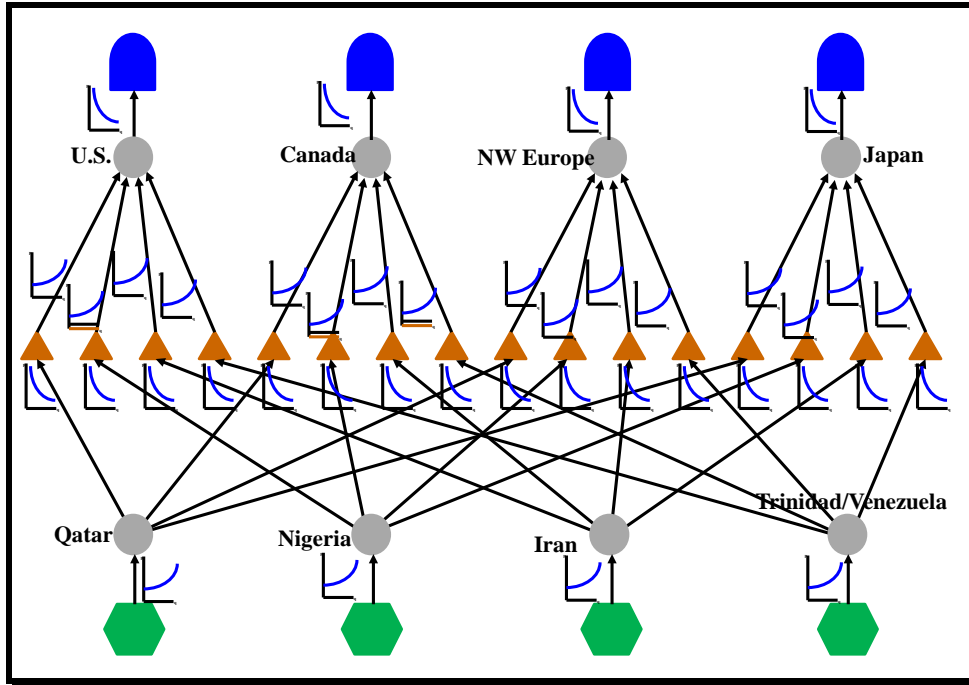 U.S.
Canada
NW Europe
Japan
Trinidad/Venezuela
Qatar
Nigeria
Iran